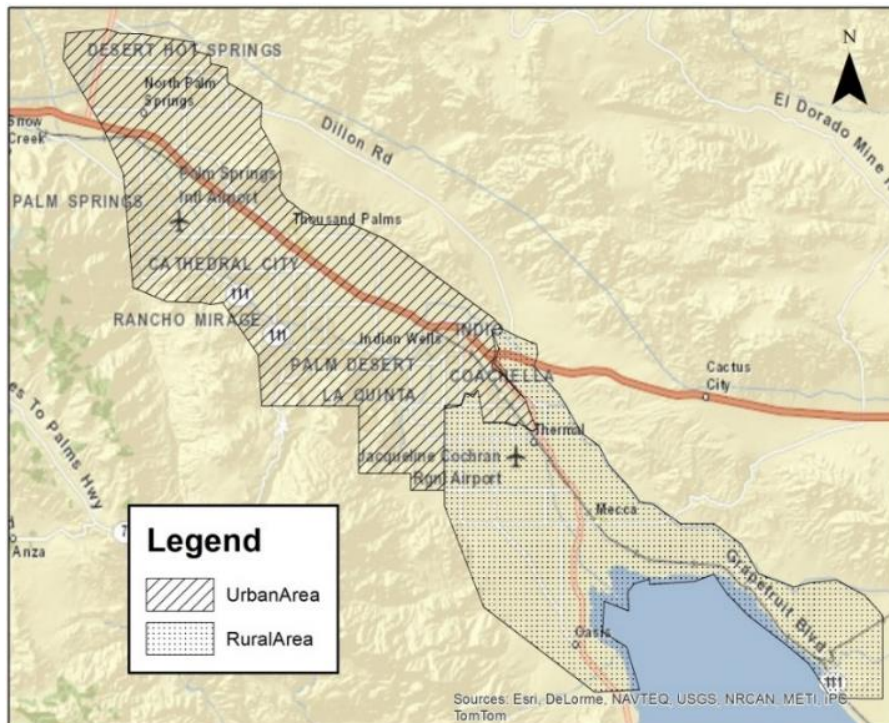 DESERT HOT SPRINGS
North Palm
Springs
N
El Dorado Mine
Snow
Creek
Dillon Rd
Palm Springs
Intl Airport
PALM SPRINGS
Thousand Palms
CATHEDRAL CITY
111
RANCHO MIRAGE
111
INDIO
Indian Wells
PALM DESERT
COACHELLA
LA QUINTA
Cactus
City
Thermal
Jacqueline Cochran
Rgnl Airport
es To Palms Hwy
Mecca
7
Anza
Grapefruit Blvd
Oasis
111
Legend
UrbanArea
RuralArea
Sources: Esri, DeLorme, NAVTEQ, USGS, NRCAN, METI, iPC
TomTom